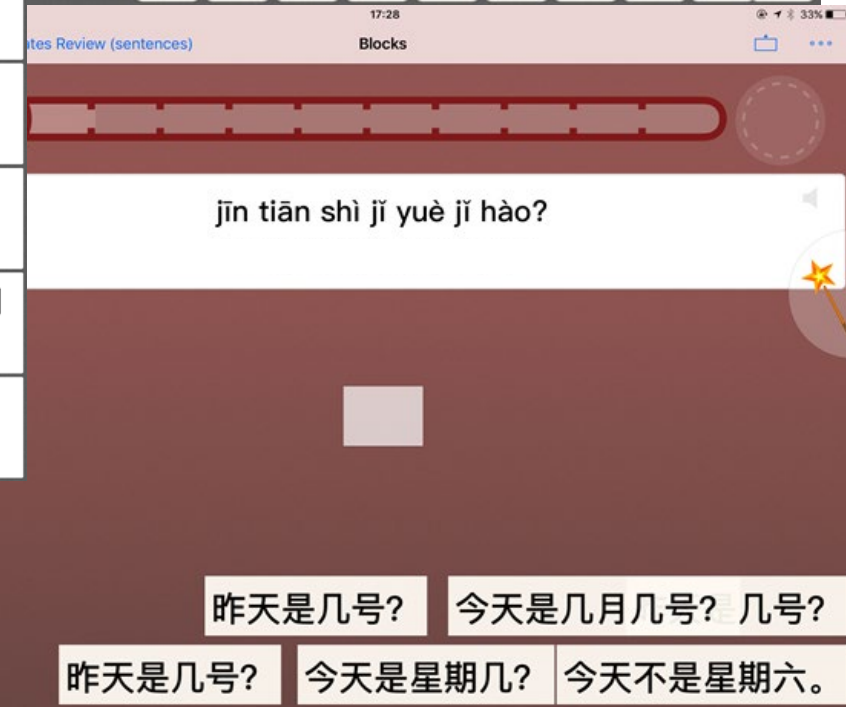 17:28
33%
tes Review (sentences)
Blocks
jīn tiān shì jǐ yuè jǐ hào?
昨天是几号?
今天是几月几号? 几号?
昨天是几号?
今天是星期几?
今天不是星期六。